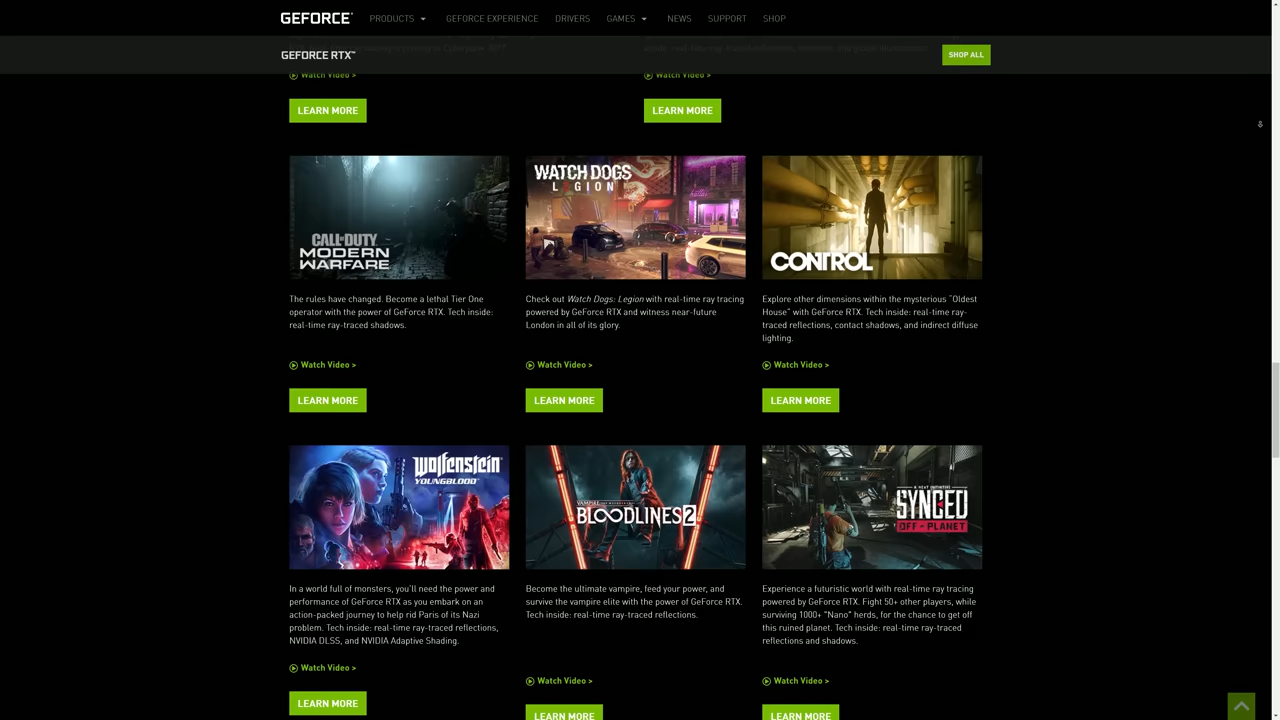 GEFORCE®
PRODUCTS
GEFORCE EXPERIENCE
DRIVERS
GAMES
NEWS
SUPPORT
SHOP
GEFORCE RTX™
SHOP ALL
Watch Video >
Watch Video >
LEARN MORE
LEARN MORE
CALL OF DUTY
MODERN
WARFARE
WATCH DOGS
LEGION
CONTROL
The rules have changed. Become a lethal Tier One
operator with the power of GeForce RTX. Tech inside:
real-time ray-traced shadows.
Check out Watch Dogs: Legion with real-time ray tracing
powered by GeForce RTX and witness near-future
London in all of its glory.
Explore other dimensions within the mysterious "Oldest
House" with GeForce RTX. Tech inside: real-time ray-
traced reflections, contact shadows, and indirect diffuse
lighting.
Watch Video >
Watch Video >
Watch Video >
LEARN MORE
LEARN MORE
LEARN MORE
Wolfenstein
YOUNGBLOOD
VAMPIRE
BLOODLINES 2
SYNCED
OFF-PLANET
In a world full of monsters, you'll need the power and
performance of GeForce RTX as you embark on an
action-packed journey to help rid Paris of its Nazi
problem. Tech inside: real-time ray-traced reflections,
NVIDIA DLSS, and NVIDIA Adaptive Shading.
Become the ultimate vampire, feed your power, and
survive the vampire elite with the power of GeForce RTX.
Tech inside: real-time ray-traced reflections.
Experience a futuristic world with real-time ray tracing
powered by GeForce RTX. Fight 50+ other players, while
surviving 1000+ "Nano" herds, for the chance to get off
this ruined planet. Tech inside: real-time ray-traced
reflections and shadows.
Watch Video >
Watch Video >
Watch Video >
LEARN MORE
LEARN MORE
LEARN MORE